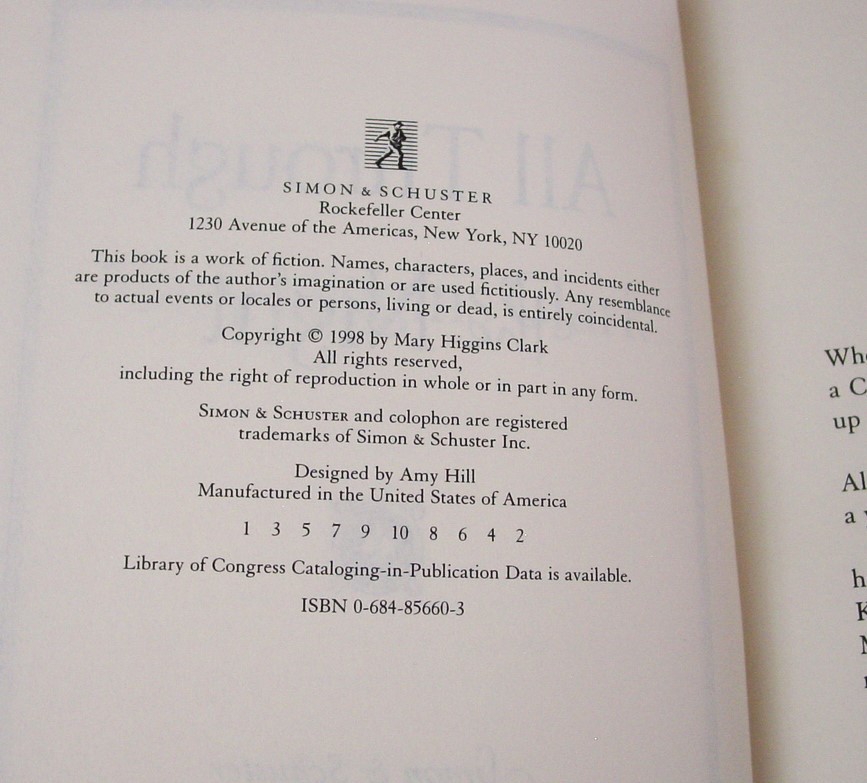 SIMON & SCHUSTER
Rockefeller Center
1230 Avenue of the Americas, New York, NY 10020
This book is a work of fiction. Names, characters, places, and incidents either
are products of the author's imagination or are used fictitiously. Any resemblance
to actual events or locales or persons, living or dead, is entirely coincidental.
Copyright © 1998 by Mary Higgins Clark
All rights reserved,
including the right of reproduction in whole or in part in any form.
SIMON & SCHUSTER and colophon are registered
trademarks of Simon & Schuster Inc.
Designed by Amy Hill
Manufactured in the United States of America
1 3 5 7 9 10 8 6 4 2
Library of Congress Cataloging-in-Publication Data is available.
ISBN 0-684-85660-3
a
up
a